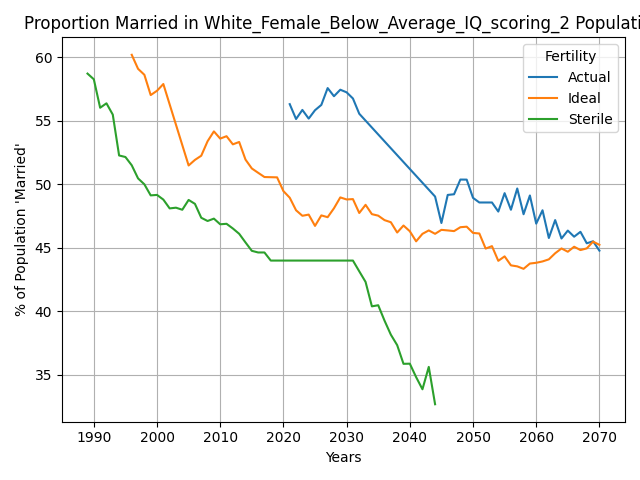 Proportion Married in White_Female_Below_Average_IQ_scoring_2 Populati
Fertility
Actual
Ideal
Sterile
% of Population 'Married'
60
55
50
45
40
35
1990 2000 2010 2020 2030 2040 2050 2060 2070
Years